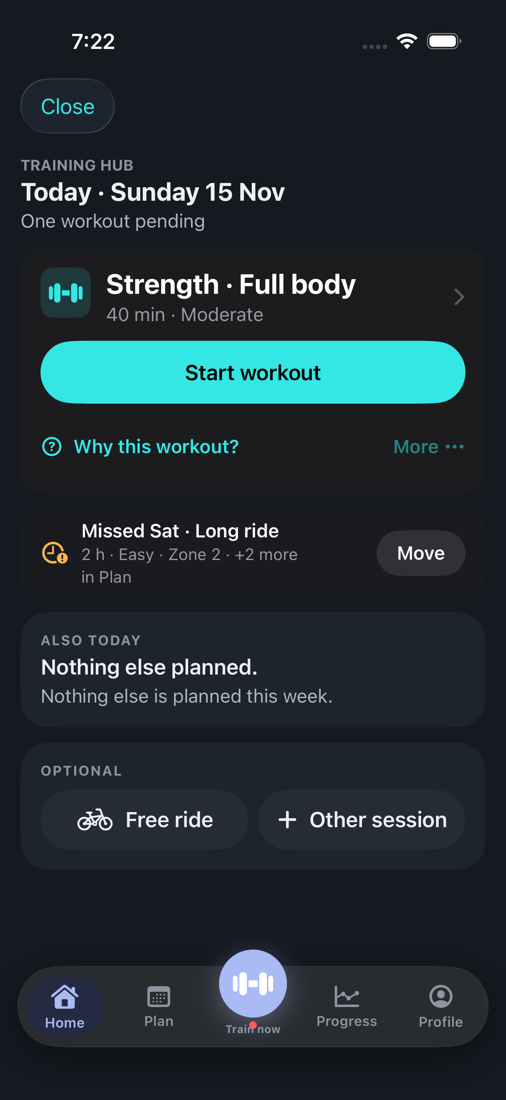 7:22
Close
TRAINING HUB
Today · Sunday 15 Nov
One workout pending
Strength · Full body
40 min · Moderate
Start workout
Why this workout?
More ···
Missed Sat · Long ride
2 h · Easy · Zone 2 · +2 more
in Plan
Move
ALSO TODAY
Nothing else planned.
Nothing else is planned this week.
OPTIONAL
Free ride
+ Other session
Home
Plan
Train now
Progress
Profile